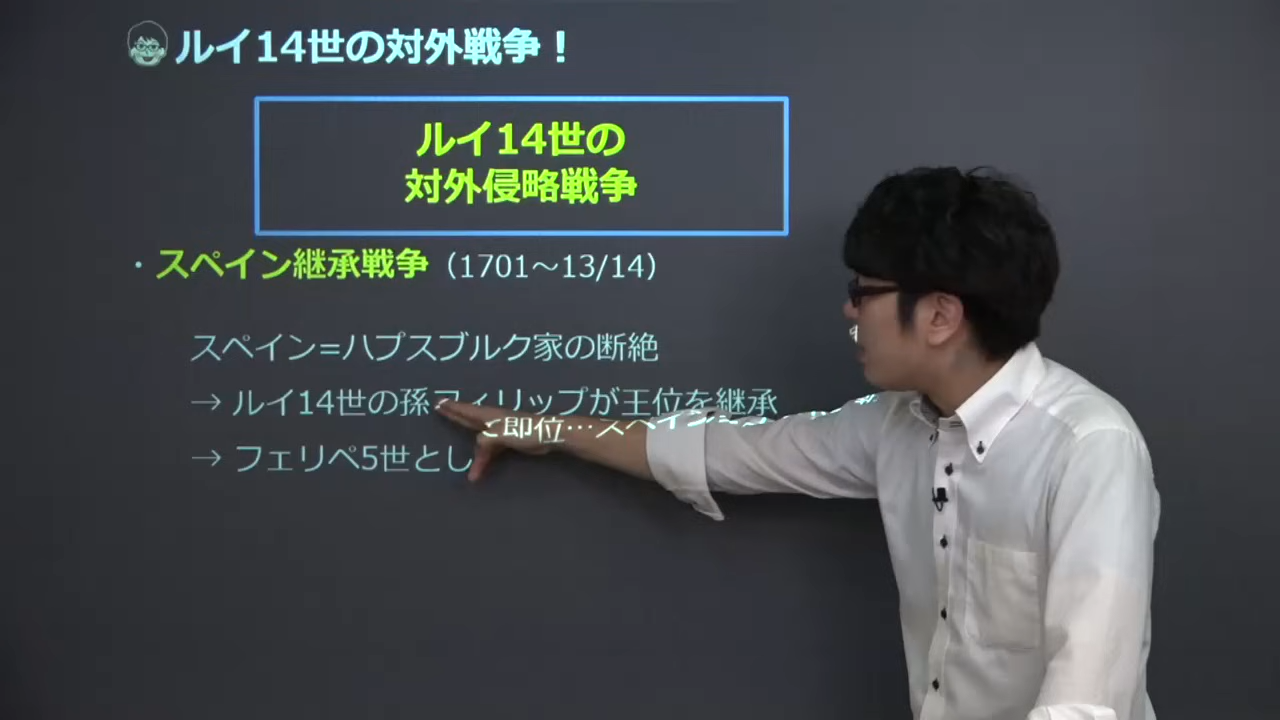 ルイ14世の対外戦争！
ルイ14世の
対外侵略戦争
・スペイン継承戦争（1701～13/14）
スペイン=ハプスブルク家の断絶
→ ルイ14世の孫フィリップが王位を継承
→ フェリペ5世とし
て即位…スペイン=